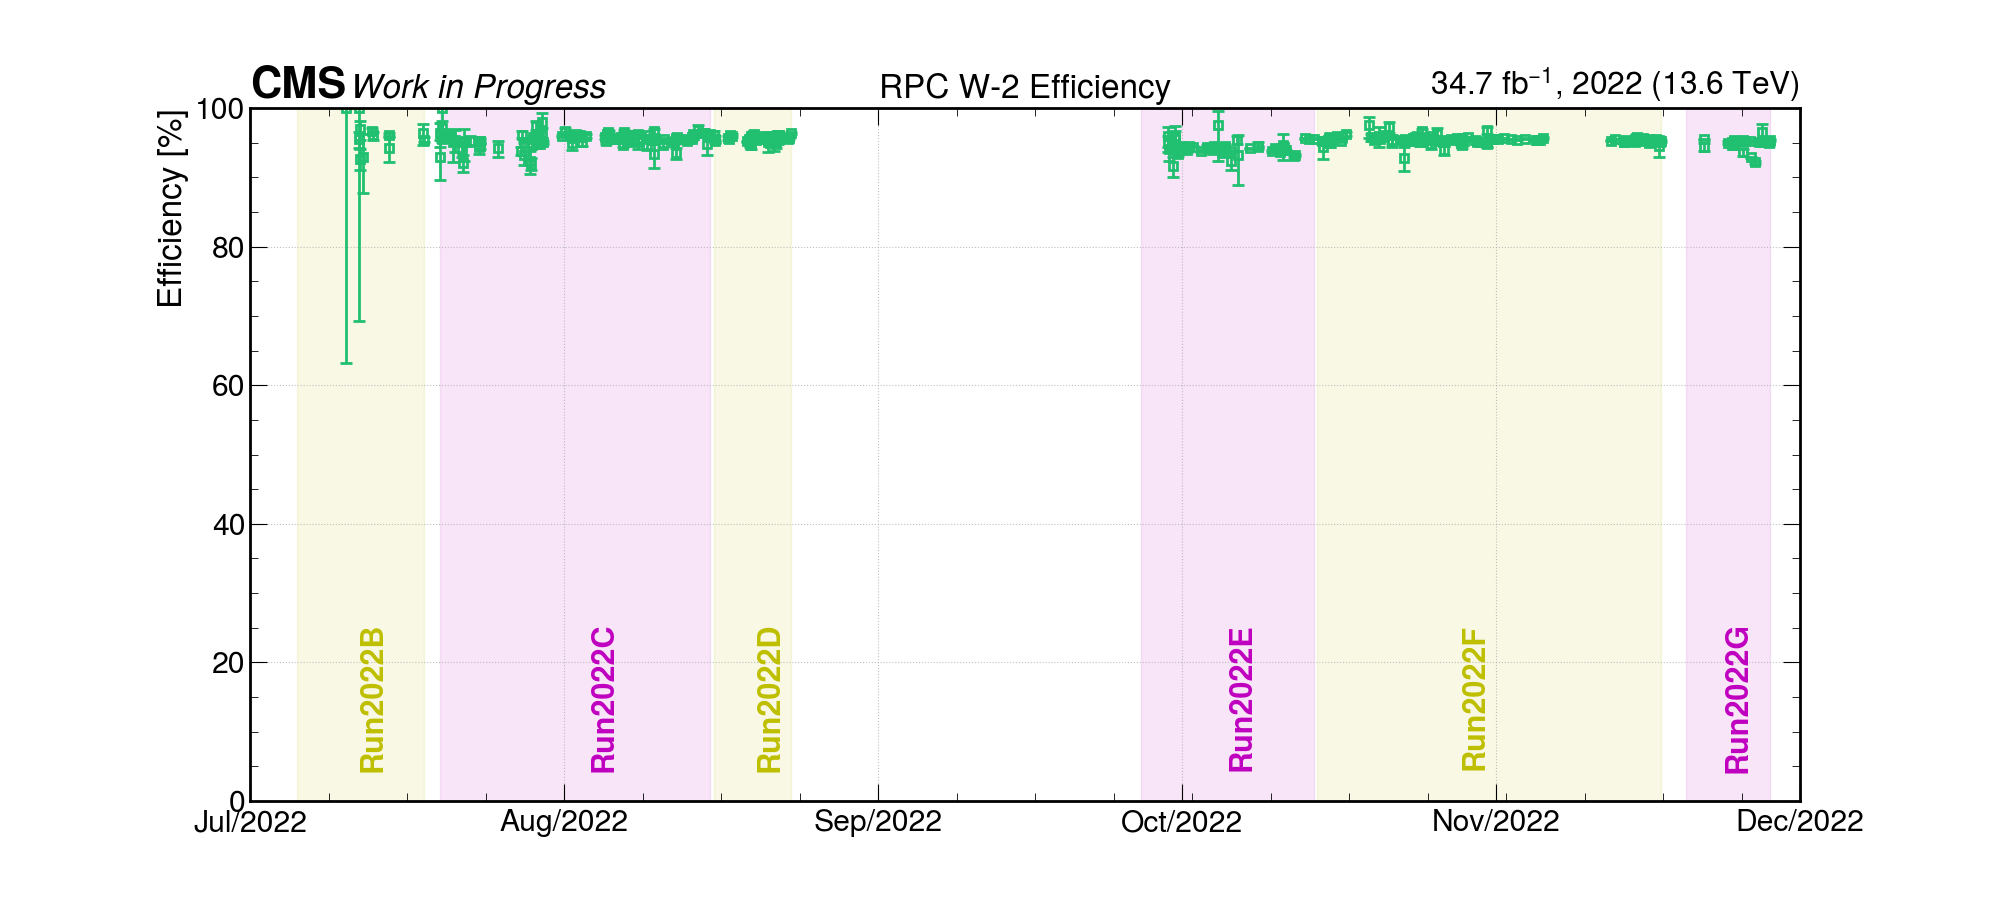 CMS Work in Progress RPC W-2 Efficiency 34.7 fb⁻¹, 2022 (13.6 TeV)
Efficiency [%]
100
80
60
40
20
0
Run2022B
Run2022C
Run2022D
Run2022E
Run2022F
Run2022G
Jul/2022 Aug/2022 Sep/2022 Oct/2022 Nov/2022 Dec/2022